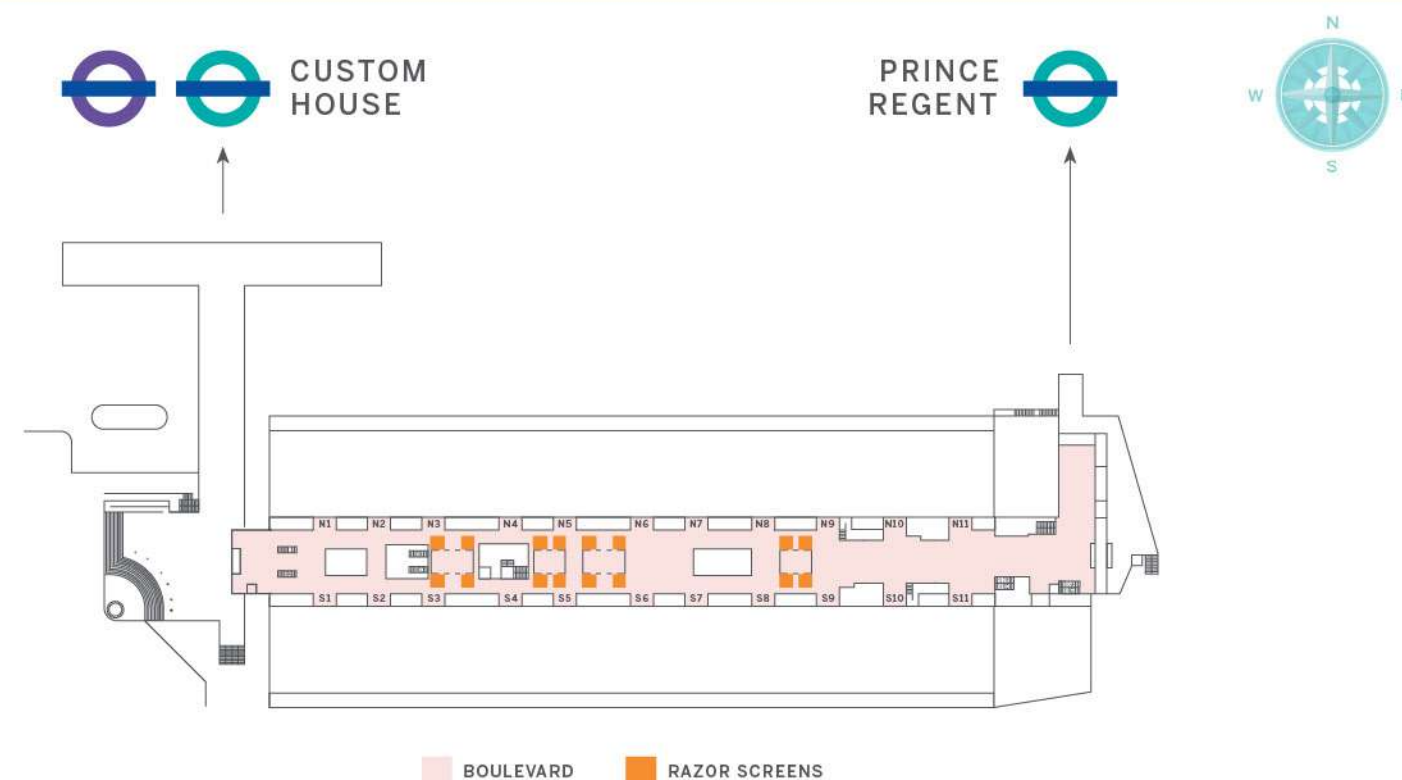 CUSTOM
HOUSE
PRINCE
REGENT
N
W
S
N1 N2 N3 N4 N5 N6 N7 N8 N9 N10 N11
S1 S2 S3 S4 S5 S6 S7 S8 S9 S10 S11
BOULEVARD
RAZOR SCREENS